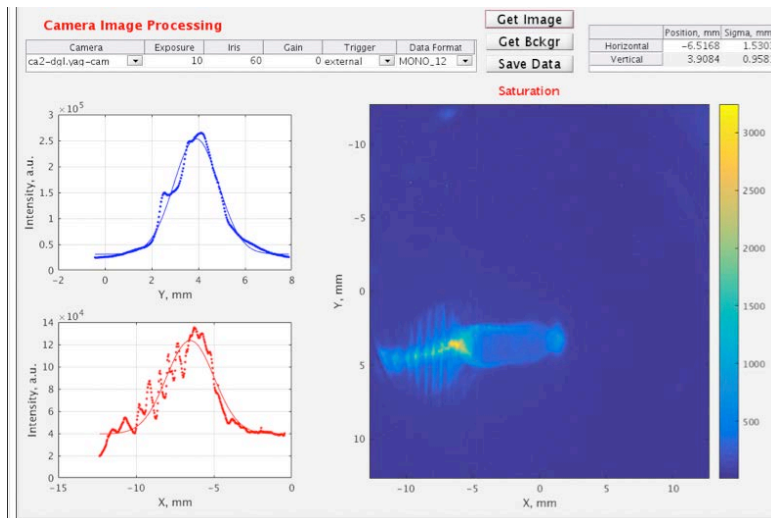 Camera Image Processing
Get Image
Get Bckgr
Save Data
Camera Exposure Iris Gain Trigger Data Format
ca2-dgl.yag-cam 10 60 0 external MONO_12
Position, mm Sigma, mm
Horizontal -6.5168 1.530
Vertical 3.9084 0.958
Saturation
×10^5
3
2.5
2
1.5
1
0.5
0
Intensity, a.u.
-2 0 2 4 6 8
Y, mm
×10^4
14
12
10
8
6
4
2
0
Intensity, a.u.
-15 -10 -5 0
X, mm
-10
-5
0
5
10
Y, mm
-10 -5 0 5 10
X, mm
3000
2500
2000
1500
1000
500